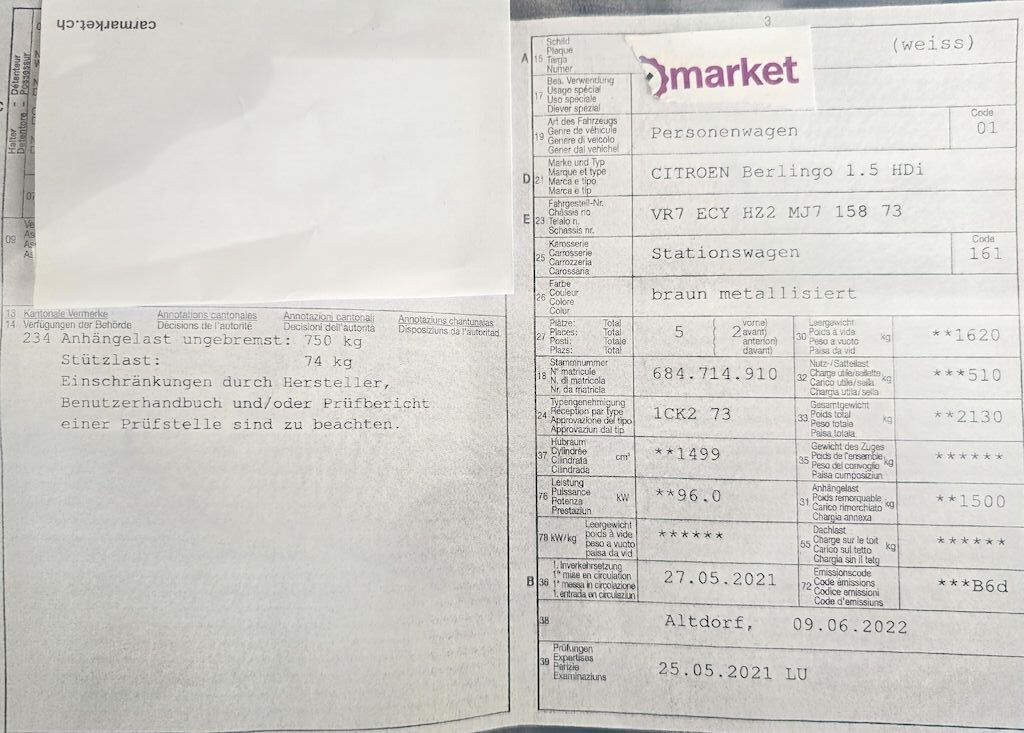 carmarket.ch
Halter - Détenteur
Detentore - Possessur
09
13 Kantonale Vermerke Annotations cantonales Annotazioni cantonali Annotaziuns chantunalas
14 Verfügungen der Behörde Décisions de l'autorité Decisioni dell'autorità Disposiziuns da l'autoritad
234 Anhängelast ungebremst: 750 kg
Stützlast: 74 kg
Einschränkungen durch Hersteller,
Benutzerhandbuch und/oder Prüfbericht
einer Prüfstelle sind zu beachten.
3
A 15 Schild
Plaque
Targa
Numer
(weiss)
market
17 Bes. Verwendung
Usage spécial
Uso speciale
Diever spezial
19 Art des Fahrzeugs
Genre de véhicule
Genere di veicolo
Gener dal vehichel
Personenwagen
Code
01
D 21 Marke und Typ
Marque et type
Marca e tipo
Marca e tip
CITROEN Berlingo 1.5 HDi
E 23 Fahrgestell-Nr.
Châssis no
Telaio n.
Schassis nr.
VR7 ECY HZ2 MJ7 158 73
25 Karosserie
Carrosserie
Carrozzeria
Carossaria
Stationswagen
Code
161
26 Farbe
Couleur
Colore
Colur
braun metallisiert
27 Plätze: Total
Places: Total
Posti: Totale
Plazs: Total
5 ( 2 vorne)
avant)
anteriori)
davant)
30 Leergewicht
Poids à vide kg
Peso a vuoto
Paisa da vid
**1620
18 Stammnummer
N° matricule
N. di matricola
Nr. da matricla
684.714.910
32 Nutz-/Sattellast
Charge utile/sellette kg
Carico utile/sella
Chargia utila/sella
***510
24 Typengenehmigung
Réception par type
Approvazione del tipo
Approvaziun dal tip
1CK2 73
33 Gesamtgewicht
Poids total kg
Peso totale
Paisa totala
**2130
37 Hubraum
Cylindrée cm³
Cilindrata
Cilindrada
**1499
35 Gewicht des Zuges
Poids de l'ensemble kg
Peso del convoglio
Paisa cumposiziun
******
76 Leistung
Puissance kW
Potenza
Prestaziun
**96.0
31 Anhängelast
Poids remorquable kg
Carico rimorchiato
Chargia annexa
**1500
78 kW/kg Leergewicht
poids à vide
peso a vuoto
paisa da vid
******
55 Dachlast
Charge sur le toit kg
Carico sul tetto
Chargia sin il tetg
******
B 36 1. Inverkehrsetzung
1re mise en circulation
1a messa in circolazione
1. entrada en circulaziun
27.05.2021
72 Emissionscode
Code émissions
Codice emissioni
Code d'emissiuns
***B6d
38 Altdorf, 09.06.2022
39 Prüfungen
Expertises
Perizie
Examinaziuns
25.05.2021 LU